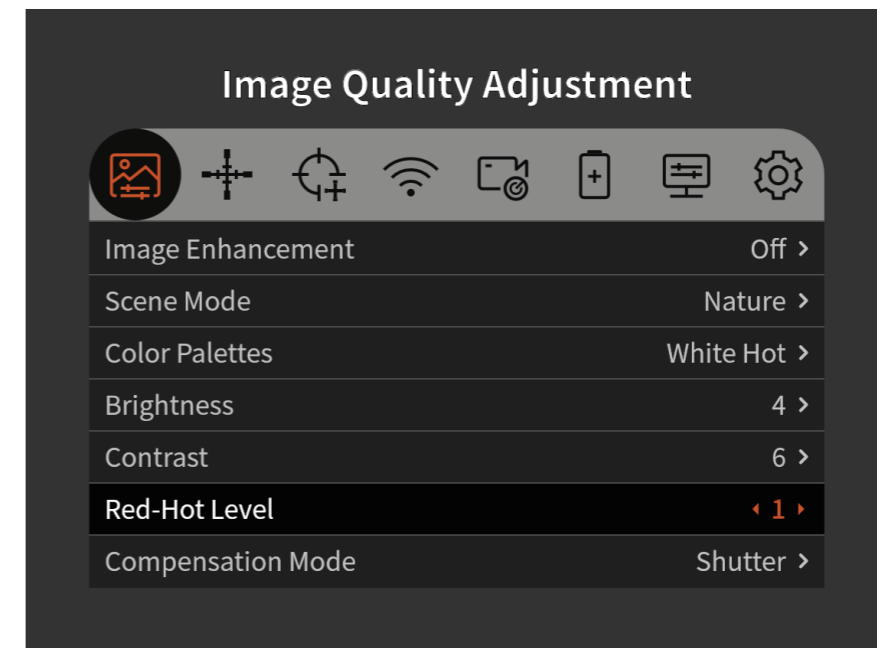 Image Quality Adjustment
Image Enhancement Off >
Scene Mode Nature >
Color Palettes White Hot >
Brightness 4 >
Contrast 6 >
Red-Hot Level 1
Compensation Mode Shutter >